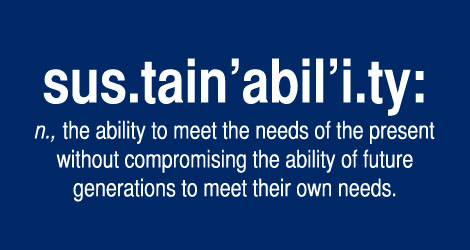 sus.tain’abil’i.ty:
n., the ability to meet the needs of the present
without compromising the ability of future
generations to meet their own needs.